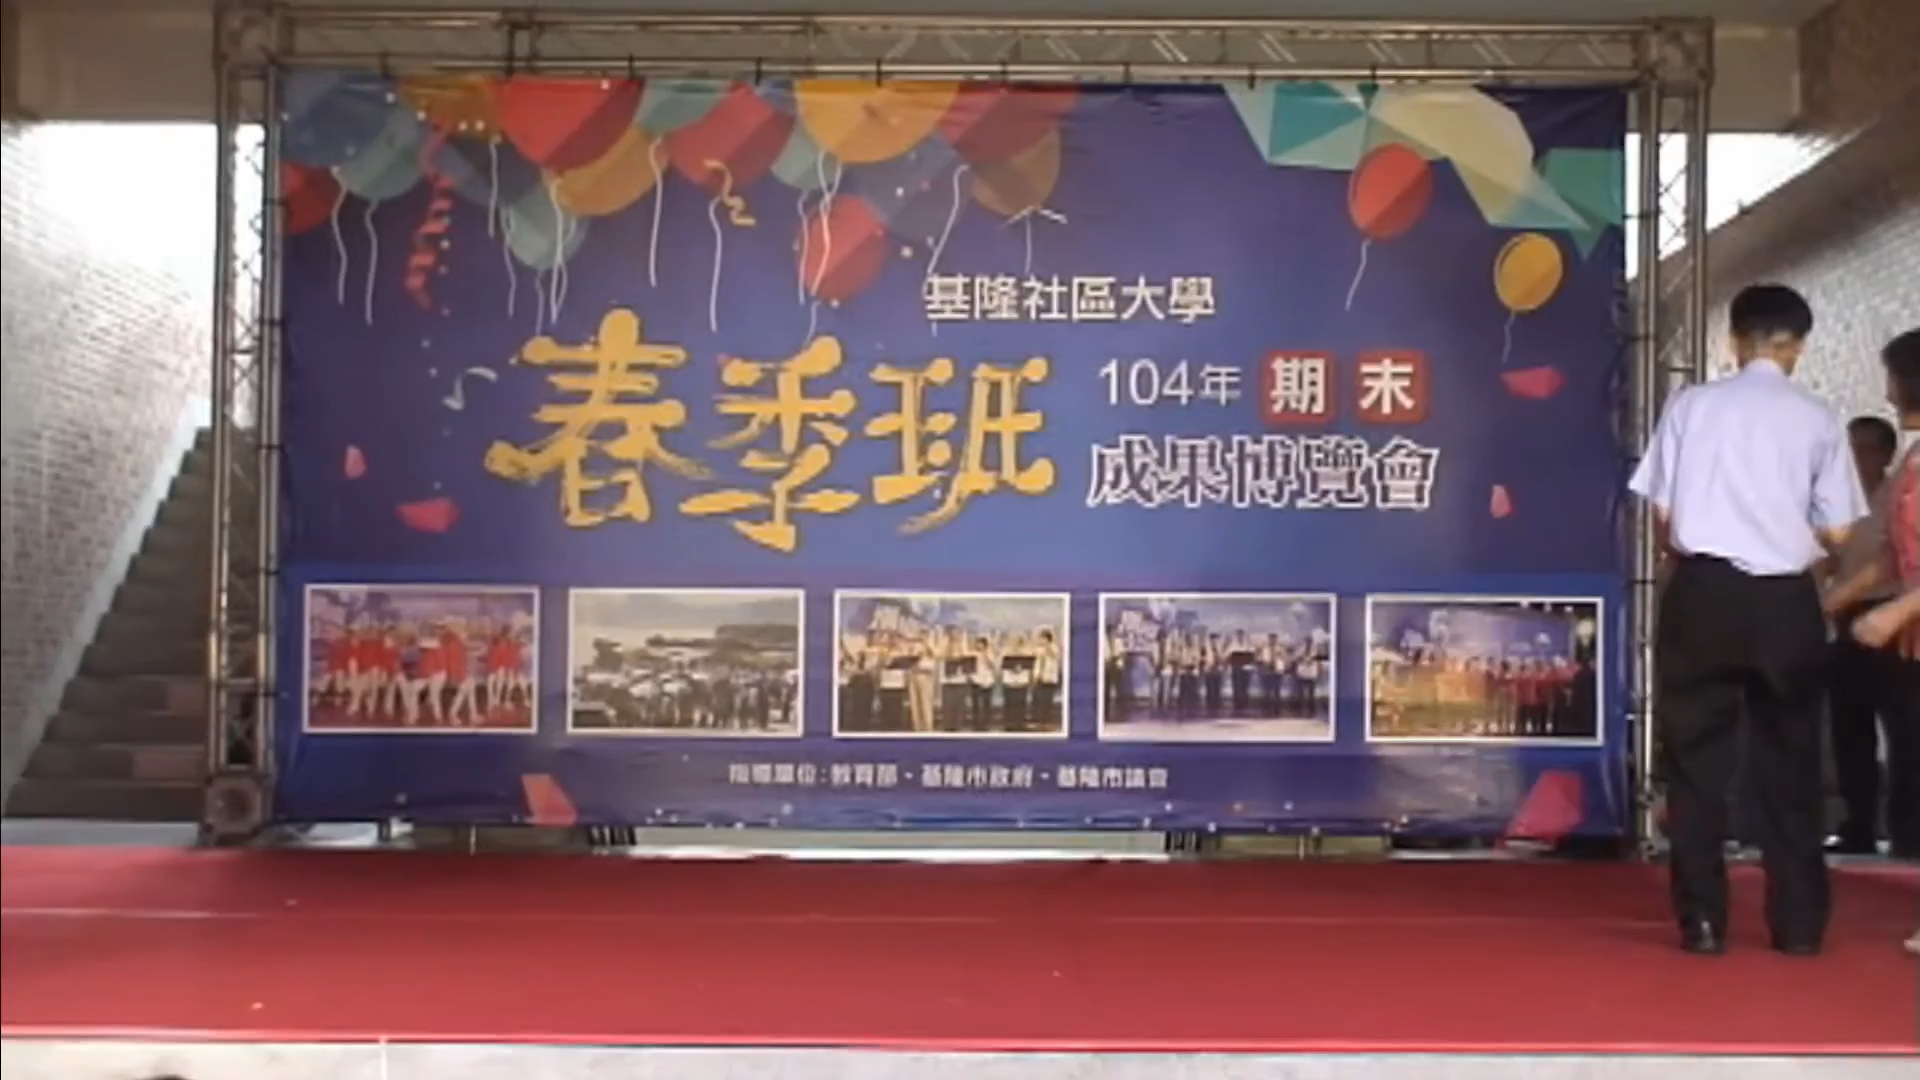 基隆社區大學
春季班
104年 期末
成果博覽會
指導單位:教育部・基隆市政府・基隆市議會